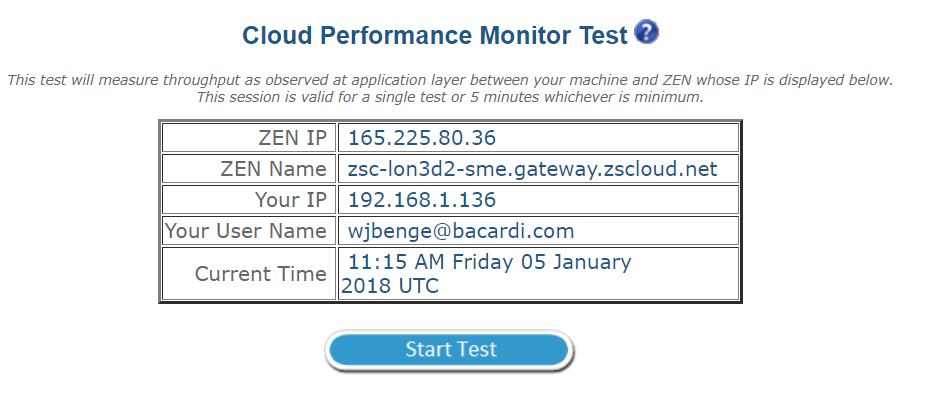 Cloud Performance Monitor Test ?
This test will measure throughput as observed at application layer between your machine and ZEN whose IP is displayed below.
This session is valid for a single test or 5 minutes whichever is minimum.
ZEN IP 165.225.80.36
ZEN Name zsc-lon3d2-sme.gateway.zscloud.net
Your IP 192.168.1.136
Your User Name wjbenge@bacardi.com
Current Time 11:15 AM Friday 05 January
2018 UTC
Start Test